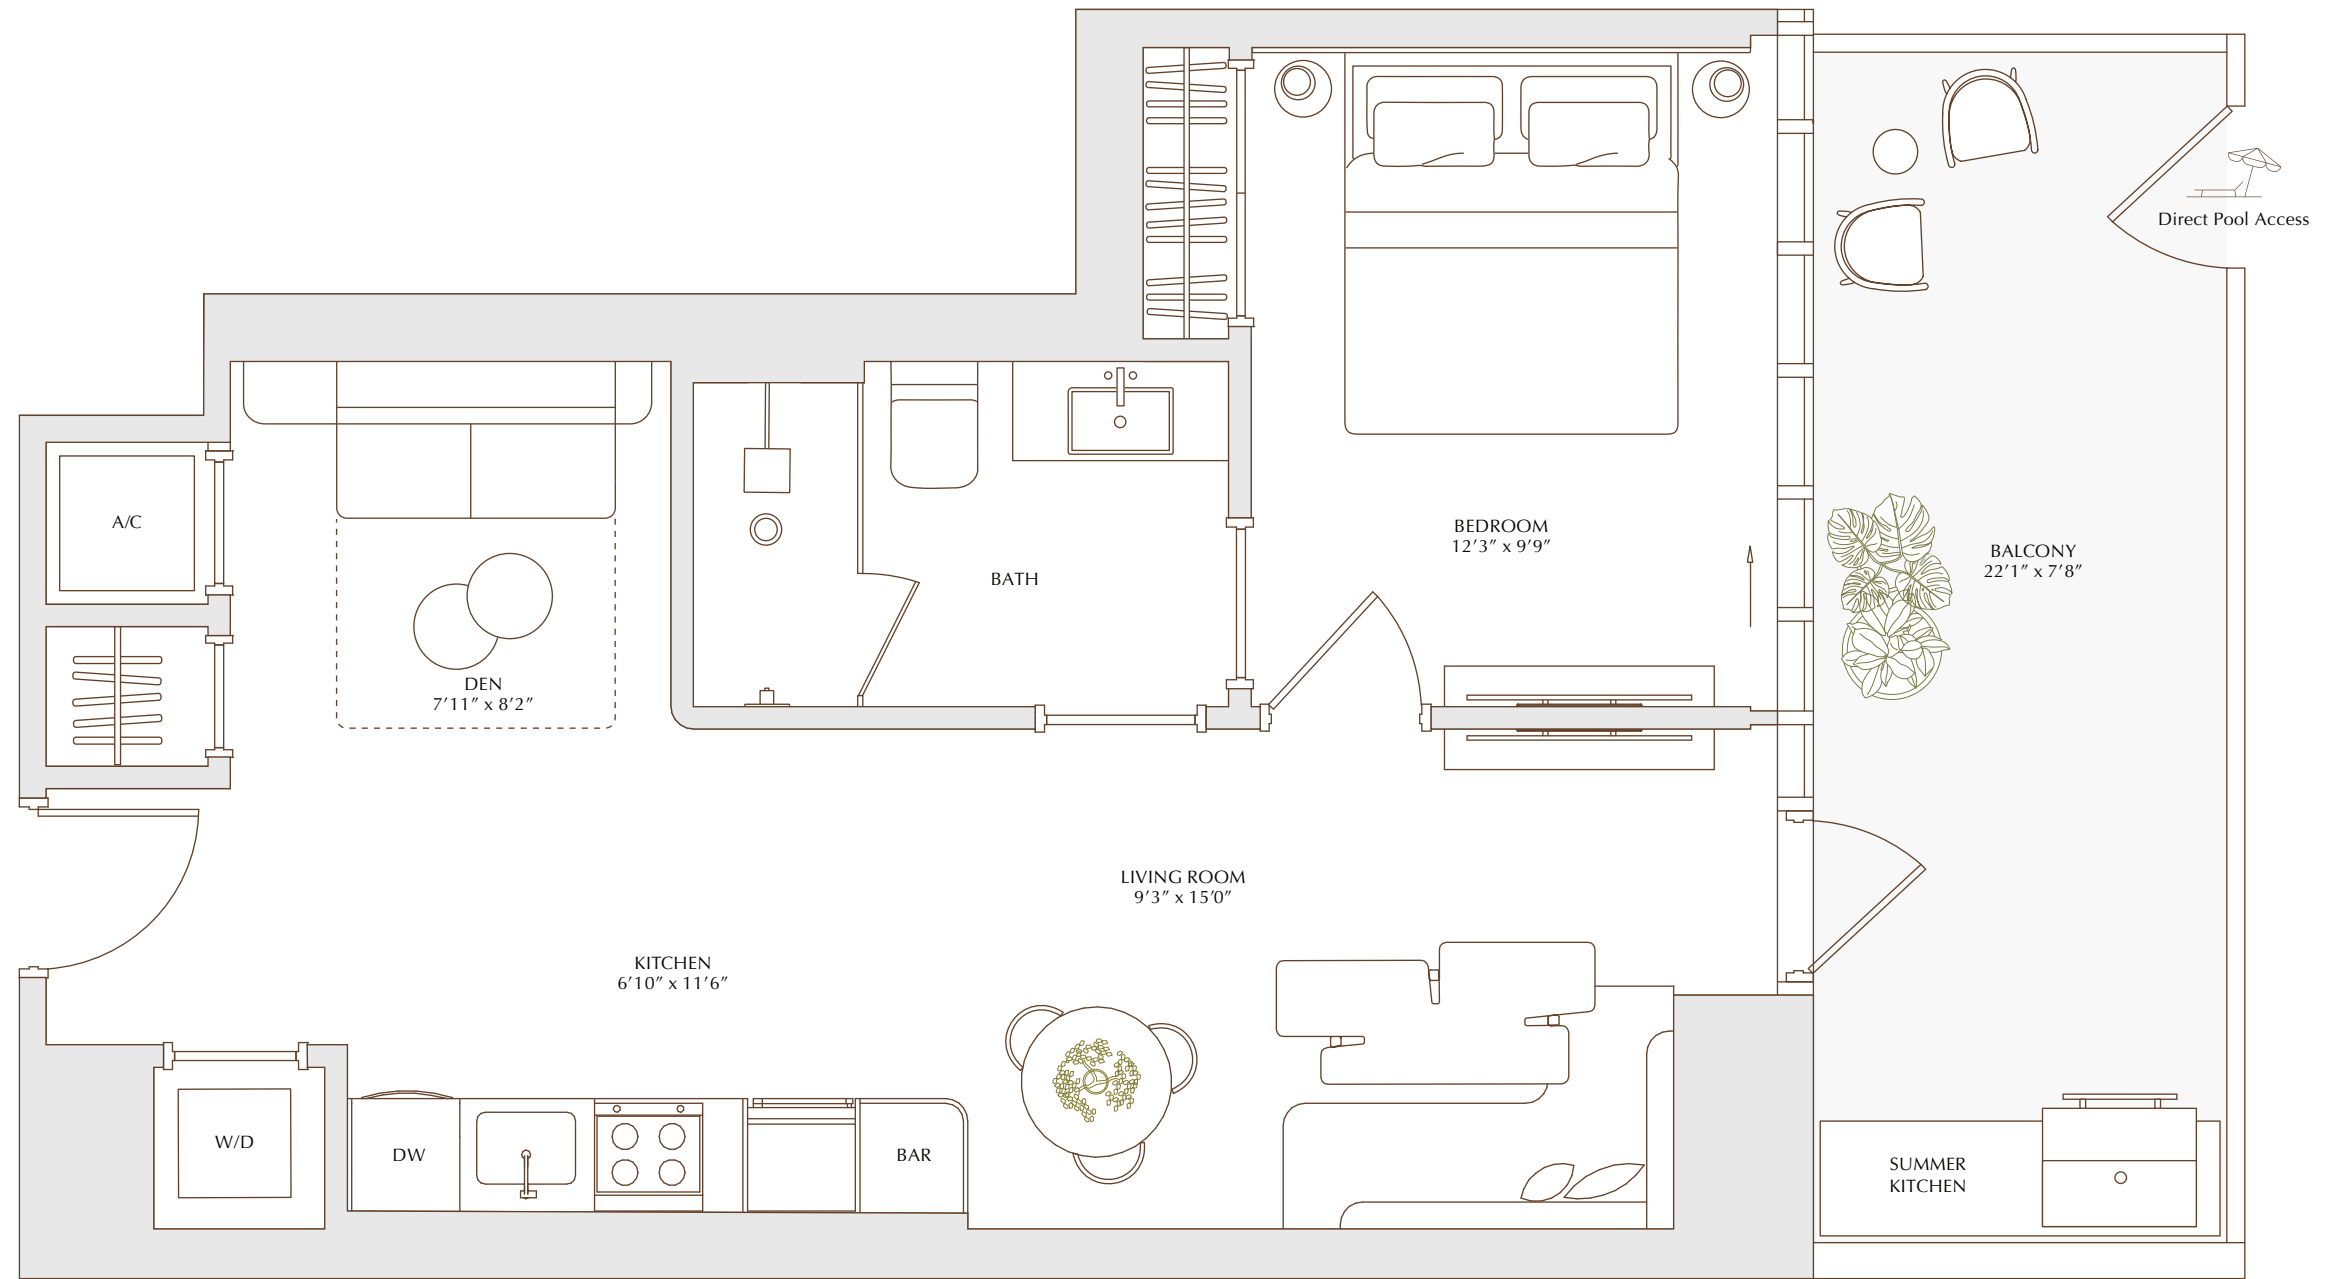 Direct Pool Access
A/C
BEDROOM
12’3” x 9’9”
BALCONY
22’1” x 7’8”
BATH
DEN
7’11” x 8’2”
LIVING ROOM
9’3” x 15’0”
KITCHEN
6’10” x 11’6”
W/D
DW
BAR
SUMMER
KITCHEN